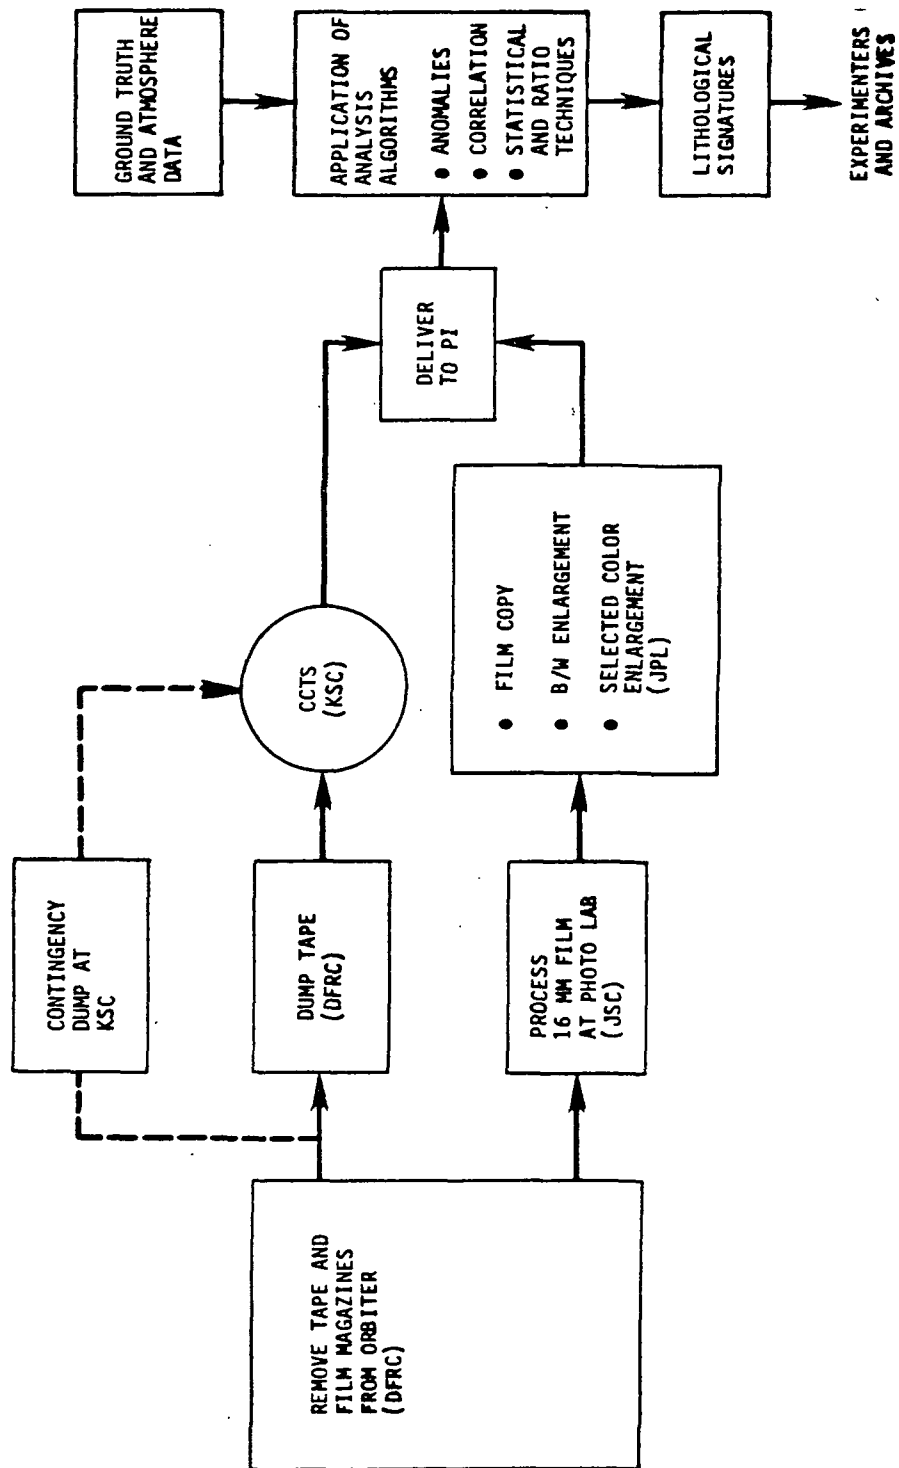 REMOVE TAPE AND
FILM MAGAZINES
FROM ORBITER
(DFRC)
CONTINGENCY
DUMP AT
KSC
DUMP TAPE
(DFRC)
PROCESS
16 MM FILM
AT PHOTO LAB
(JSC)
CCTS
(KSC)
● FILM COPY
● B/W ENLARGEMENT
● SELECTED COLOR
ENLARGEMENT
(JPL)
DELIVER
TO PI
GROUND TRUTH
AND ATMOSPHERE
DATA
APPLICATION OF
ANALYSIS
ALGORITHMS
● ANOMALIES
● CORRELATION
● STATISTICAL
AND RATIO
TECHNIQUES
LITHOLOGICAL
SIGNATURES
EXPERIMENTERS
AND ARCHIVES